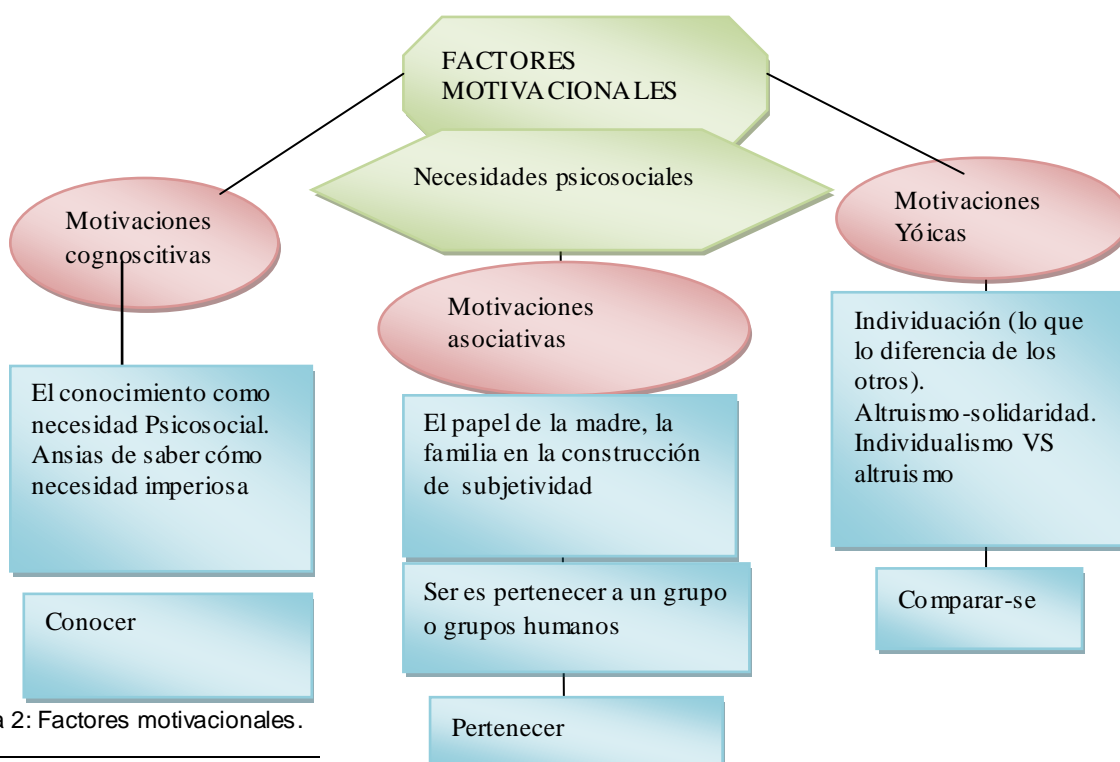 FACTORES
MOTIVACIONALES
Necesidades psicosociales
Motivaciones
cognoscitivas
El conocimiento como
necesidad Psicosocial.
Ansias de saber cómo
necesidad imperiosa
Conocer
Motivaciones
asociativas
El papel de la madre, la
familia en la construcción
de subjetividad
Ser es pertenecer a un grupo
o grupos humanos
Pertenecer
Motivaciones
Yóicas
Individuación (lo que
lo diferencia de los
otros).
Altruismo-solidaridad.
Individualismo VS
altruismo
Comparar-se
2: Factores motivacionales.